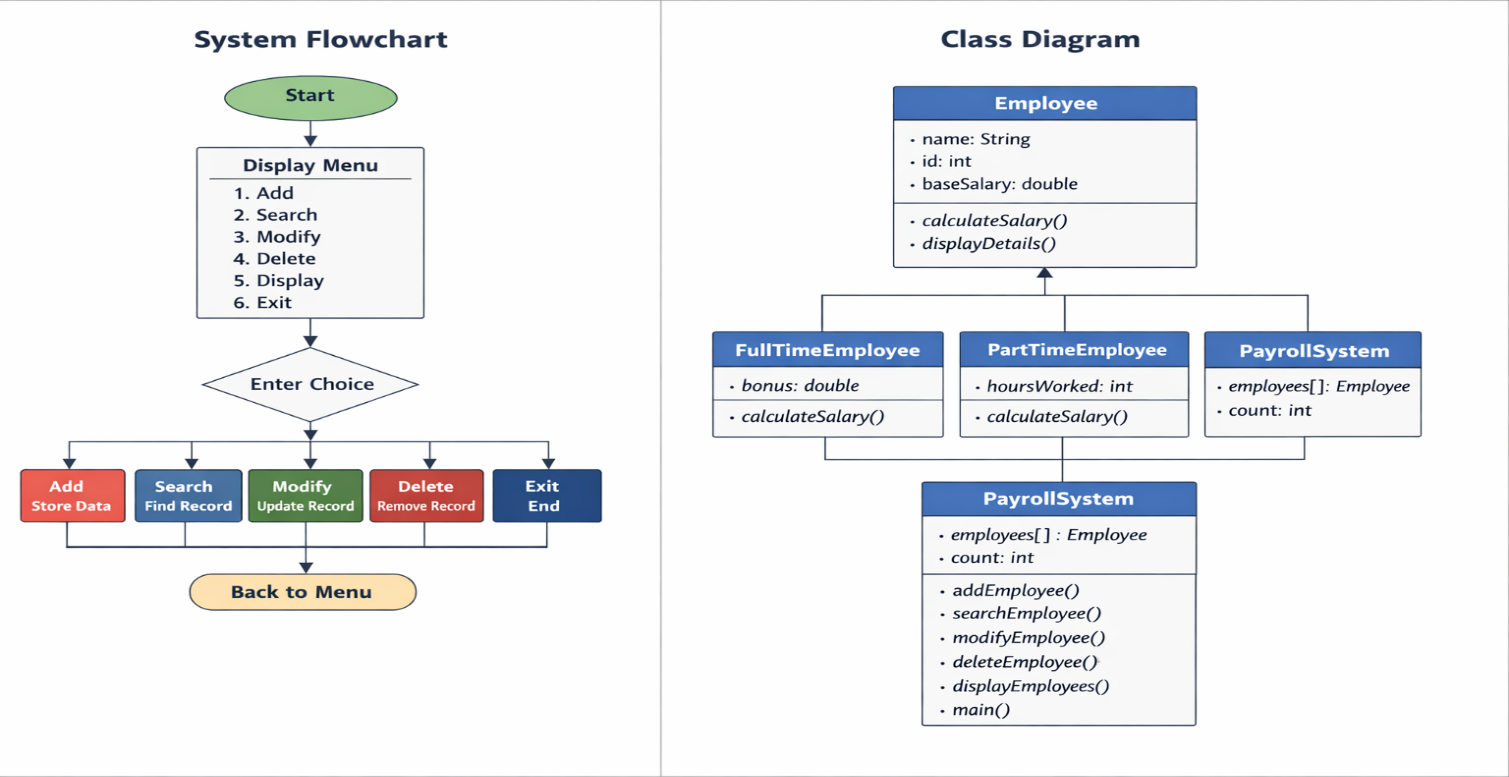 System Flowchart
Start
Display Menu
1. Add
2. Search
3. Modify
4. Delete
5. Display
6. Exit
Enter Choice
Add
Store Data
Search
Find Record
Modify
Update Record
Delete
Remove Record
Exit
End
Back to Menu
Class Diagram
Employee
• name: String
• id: int
• baseSalary: double
• calculateSalary()
• displayDetails()
FullTimeEmployee
• bonus: double
• calculateSalary()
PartTimeEmployee
• hoursWorked: int
• calculateSalary()
PayrollSystem
• employees[]: Employee
• count: int
PayrollSystem
• employees[] : Employee
• count: int
• addEmployee()
• searchEmployee()
• modifyEmployee()
• deleteEmployee()
• displayEmployees()
• main()